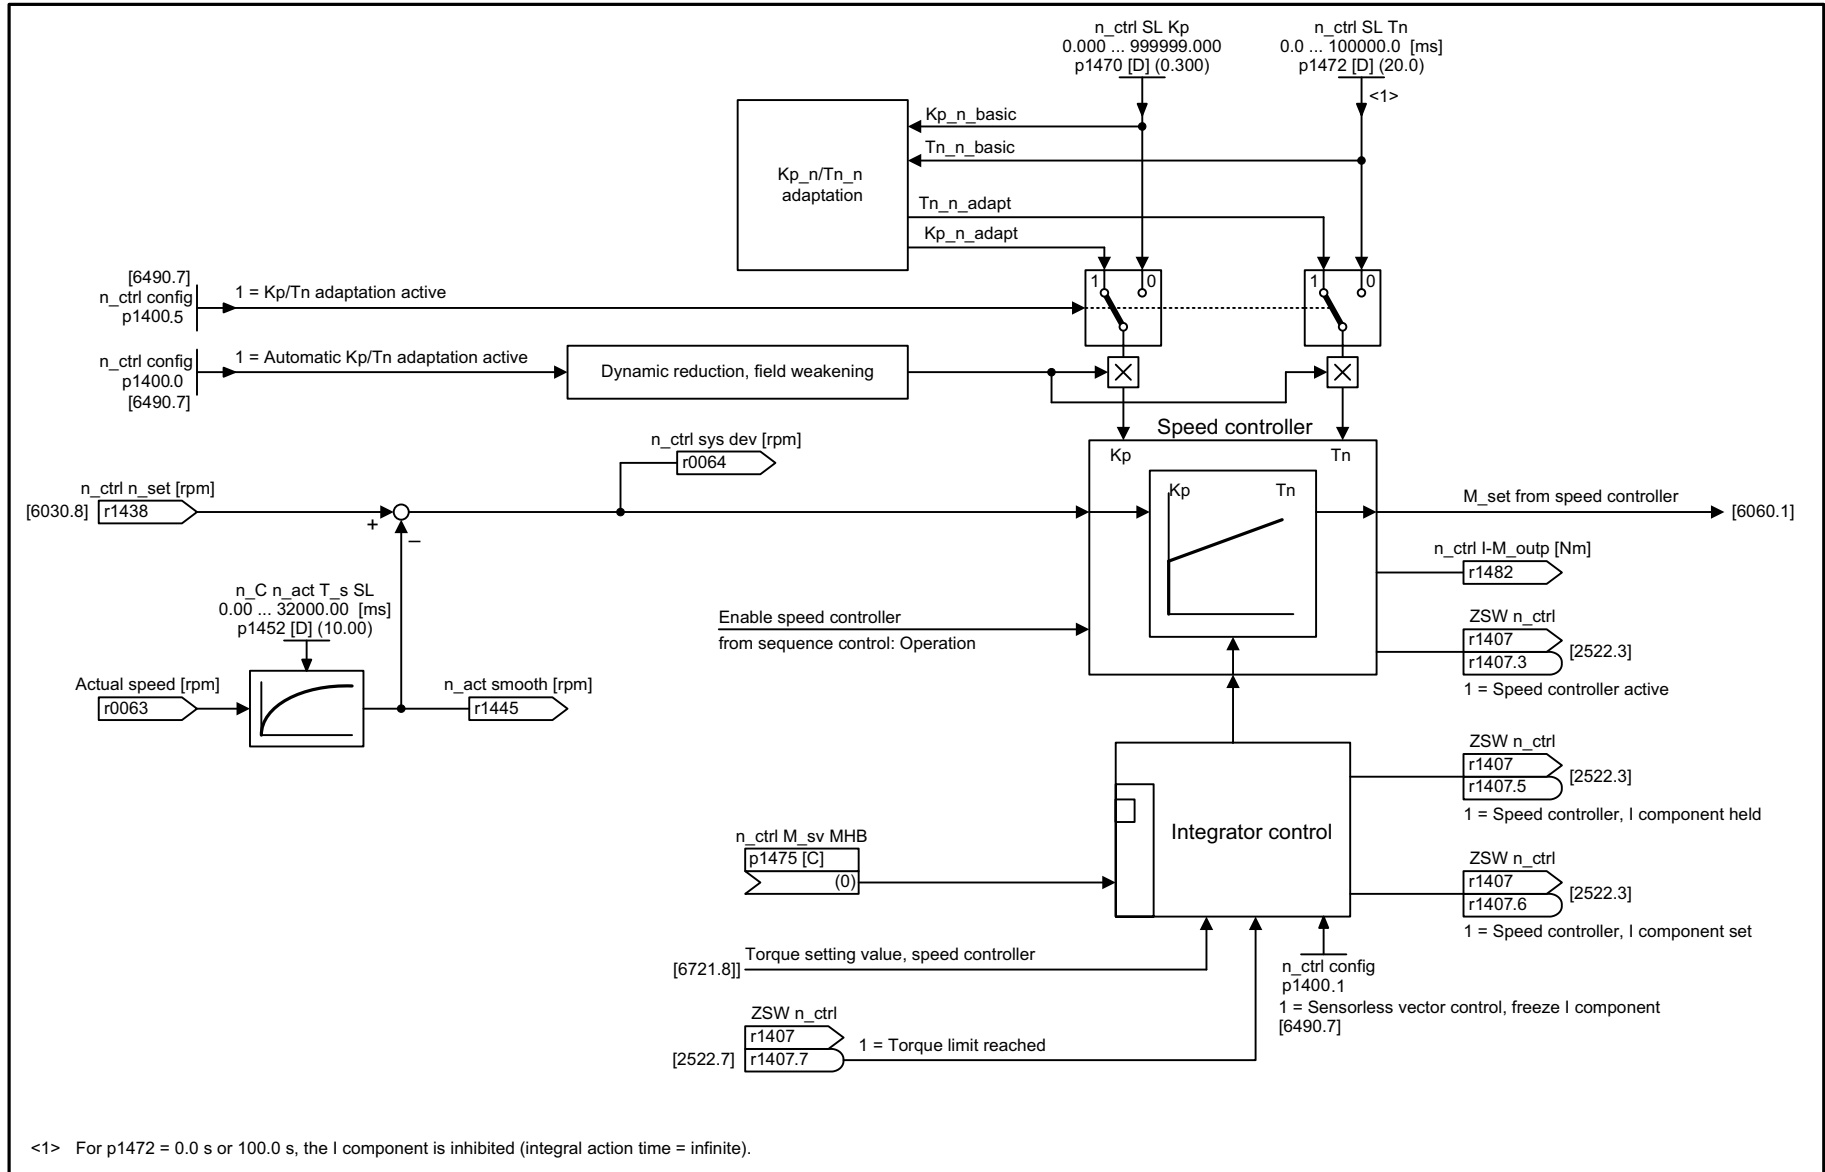 n_ctrl SL Kp
0.000 ... 999999.000
p1470 [D] (0.300)
n_ctrl SL Tn
0.0 ... 100000.0 [ms]
p1472 [D] (20.0)
<1>
Kp_n_basic
Tn_n_basic
Kp_n/Tn_n
adaptation
Tn_n_adapt
Kp_n_adapt
[6490.7]
n_ctrl config
p1400.5
1 = Kp/Tn adaptation active
1
0
1
0
n_ctrl config
p1400.0
[6490.7]
1 = Automatic Kp/Tn adaptation active
Dynamic reduction, field weakening
Speed controller
Kp
Tn
n_ctrl sys dev [rpm]
r0064
n_ctrl n_set [rpm]
[6030.8]
r1438
+
–
Kp
Tn
M_set from speed controller
[6060.1]
n_ctrl I-M_outp [Nm]
r1482
n_C n_act T_s SL
0.00 ... 32000.00 [ms]
p1452 [D] (10.00)
Enable speed controller
from sequence control: Operation
ZSW n_ctrl
r1407
r1407.3
[2522.3]
1 = Speed controller active
Actual speed [rpm]
r0063
n_act smooth [rpm]
r1445
ZSW n_ctrl
r1407
r1407.5
[2522.3]
1 = Speed controller, I component held
Integrator control
n_ctrl M_sv MHB
p1475 [C]
(0)
ZSW n_ctrl
r1407
r1407.6
[2522.3]
1 = Speed controller, I component set
[6721.8]]
Torque setting value, speed controller
n_ctrl config
p1400.1
1 = Sensorless vector control, freeze I component
[6490.7]
ZSW n_ctrl
r1407
[2522.7]
r1407.7
1 = Torque limit reached
<1> For p1472 = 0.0 s or 100.0 s, the I component is inhibited (integral action time = infinite).